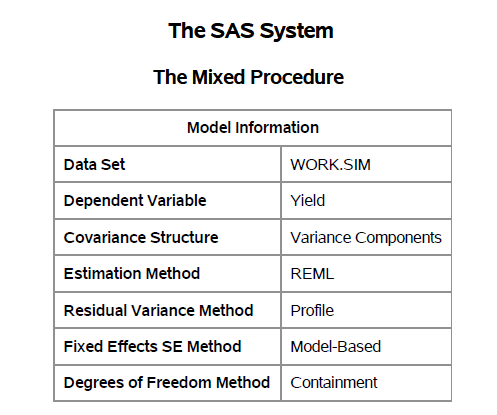 The SAS System
The Mixed Procedure
Model Information
Data Set WORK.SIM
Dependent Variable Yield
Covariance Structure Variance Components
Estimation Method REML
Residual Variance Method Profile
Fixed Effects SE Method Model-Based
Degrees of Freedom Method Containment